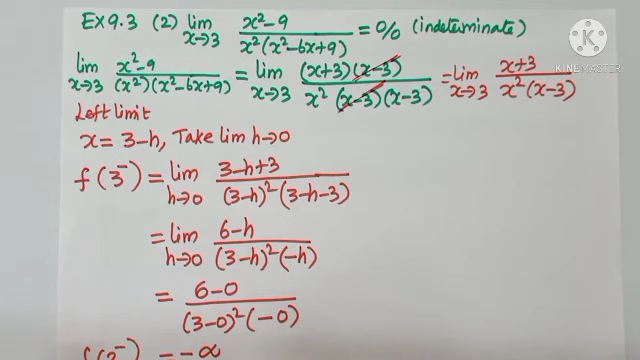 EX 9.3 (2) lim x→3 x²-9 / x²(x²-6x+9) = 0/0 (indeterminate)
lim x→3 x²-9 / (x²)(x²-6x+9) = lim x→3 (x+3)(x-3) / x²(x-3)(x-3) = lim x→3 x+3 / x²(x-3)
Left limit
x = 3-h, Take lim h→0
f(3⁻) = lim h→0 3-h+3 / (3-h)²(3-h-3)
= lim h→0 6-h / (3-h)²(-h)
= 6-0 / (3-0)²(-0)
f(3⁻) = -∞
KINEMASTER